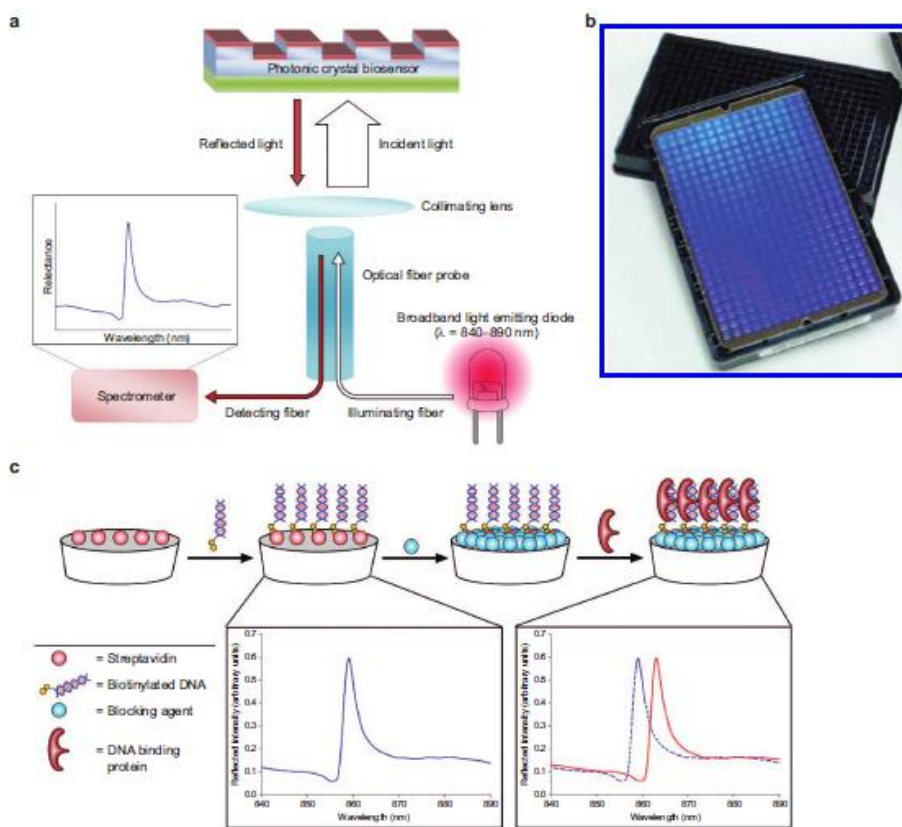 a
b
Photonic crystal biosensor
Reflected light
Incident light
Collimating lens
Relectance
Wavelength (nm)
Optical fiber probe
Broadband light emitting diode
(λ = 840–890 nm)
Spectrometer
Detecting fiber
Illuminating fiber
c
= Streptavidin
= Biotinylated DNA
= Blocking agent
= DNA binding
protein
Reflected intensity (arbitrary units)
0.7
0.6
0.5
0.4
0.3
0.2
0.1
0.0
840
850
860
870
880
890
Wavelength (nm)
Reflected intensity (arbitrary units)
0.7
0.6
0.5
0.4
0.3
0.2
0.1
0.0
840
850
860
870
880
890
Wavelength (nm)